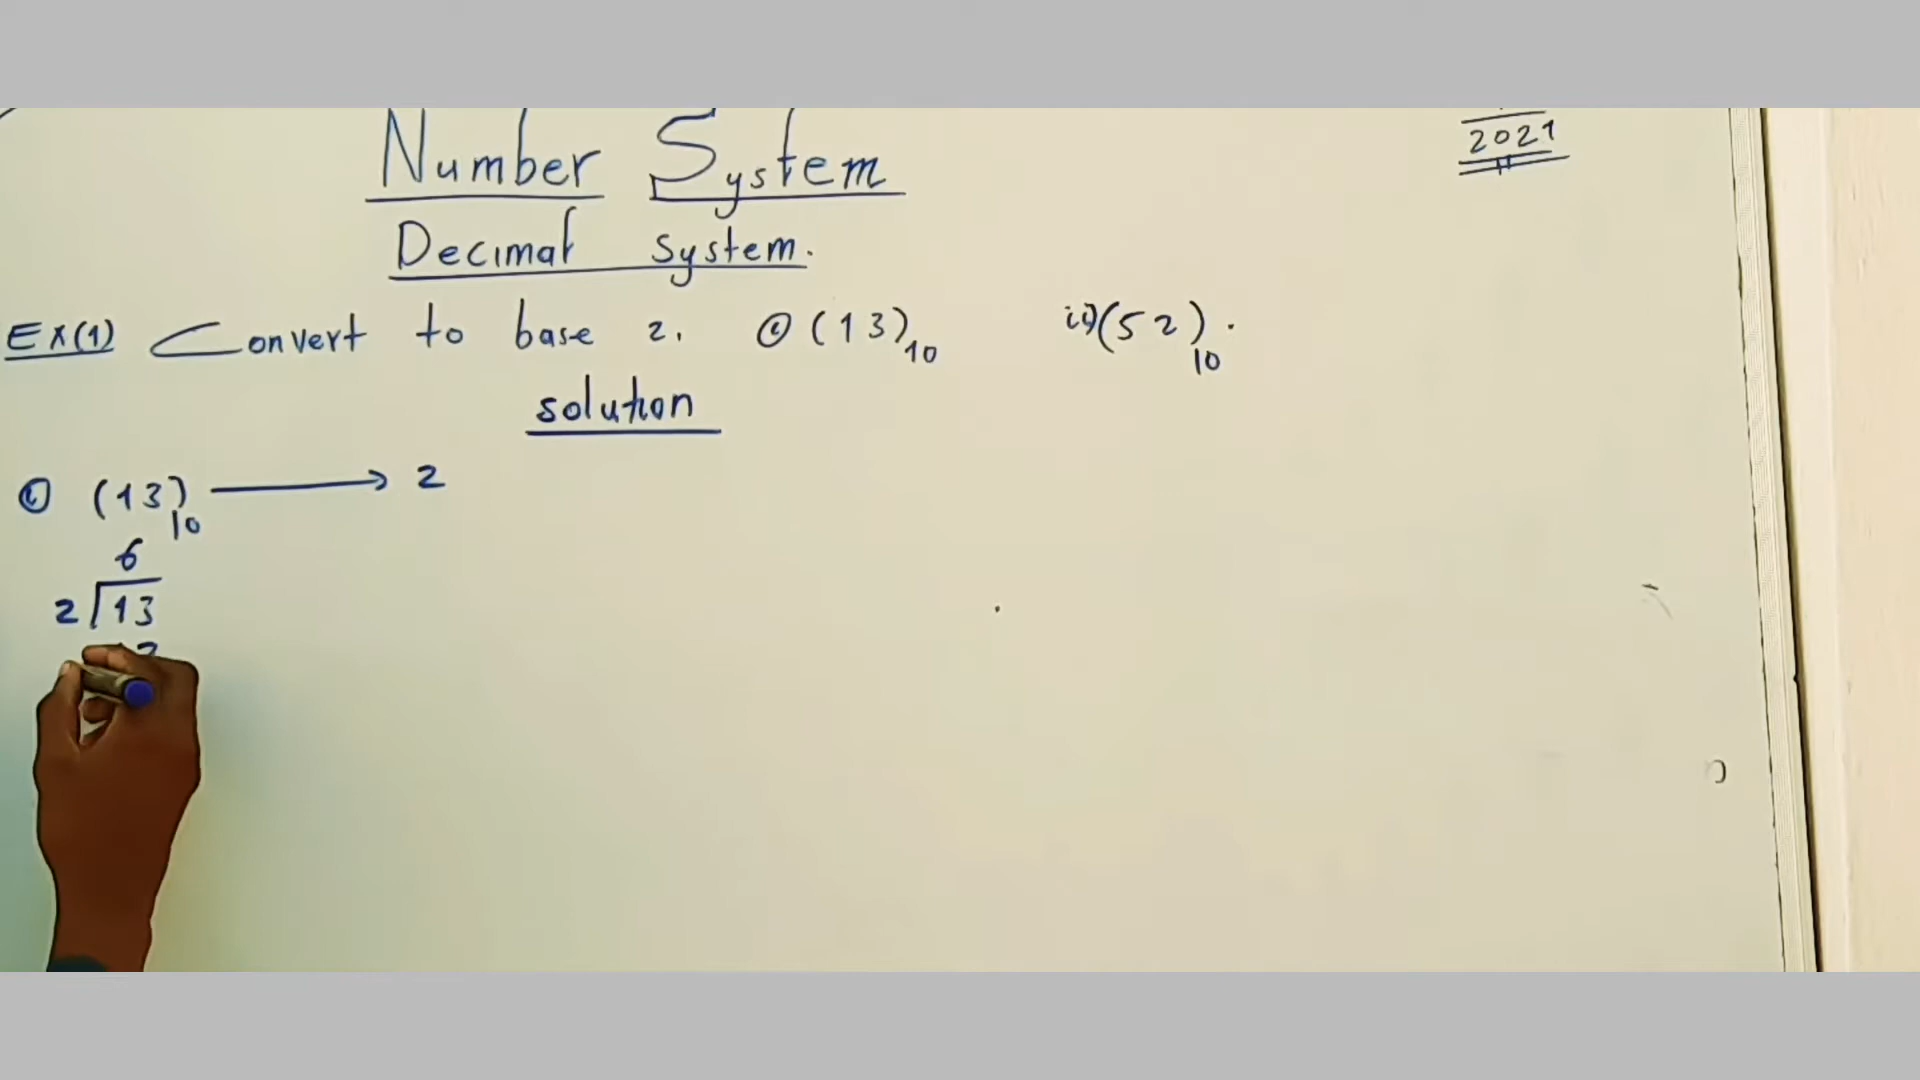 Number System
2021
Decimal system.
Ex(1) Convert to base 2. (i) (13)10 ii) (52)10.
solution
(i) (13)10 → 2
6
2 13
12